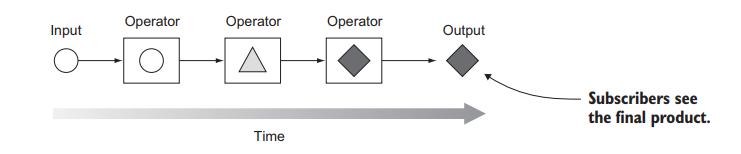 Input
Operator
Operator
Operator
Output
Subscribers see
the final product.
Time